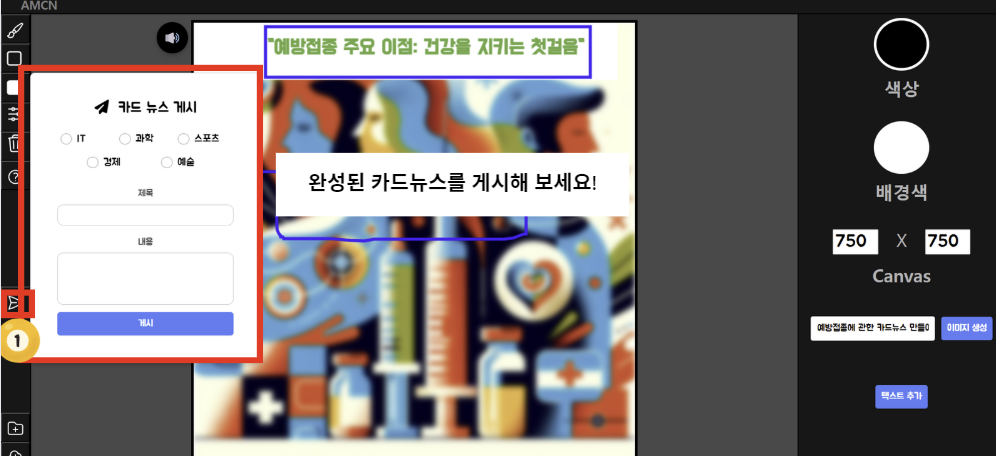 AMCN
"예방접종 주요 이점: 건강을 지키는 첫걸음"
카드 뉴스 게시
IT
과학
스포츠
경제
예술
제목
내용
게시
1
완성된 카드뉴스를 게시해 보세요!
색상
배경색
750 X 750
Canvas
예방접종에 관한 카드뉴스 만들어
이미지 생성
텍스트 추가